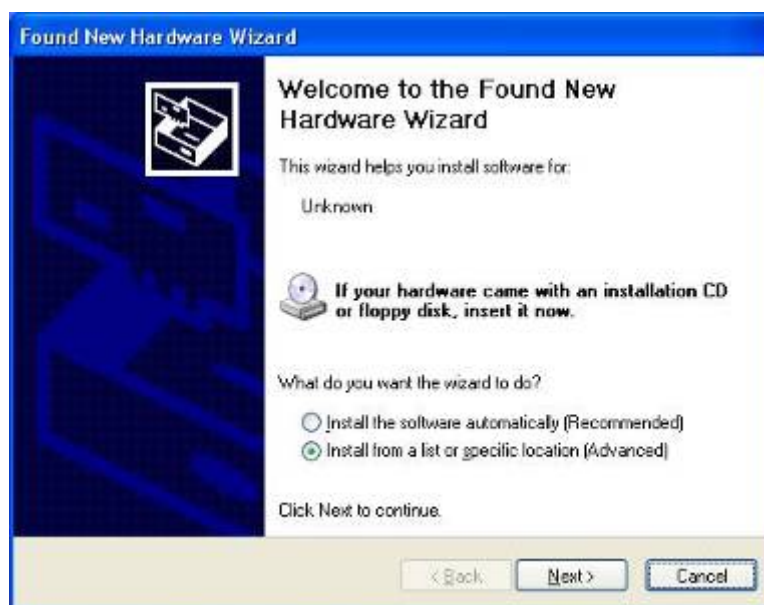 Found New Hardware Wizard
Welcome to the Found New
Hardware Wizard
This wizard helps you install software for:
Unknown
If your hardware came with an installation CD
or floppy disk, insert it now.
What do you want the wizard to do?
Install the software automatically (Recommended)
Install from a list or specific location (Advanced)
Click Next to continue.
< Back Next > Cancel